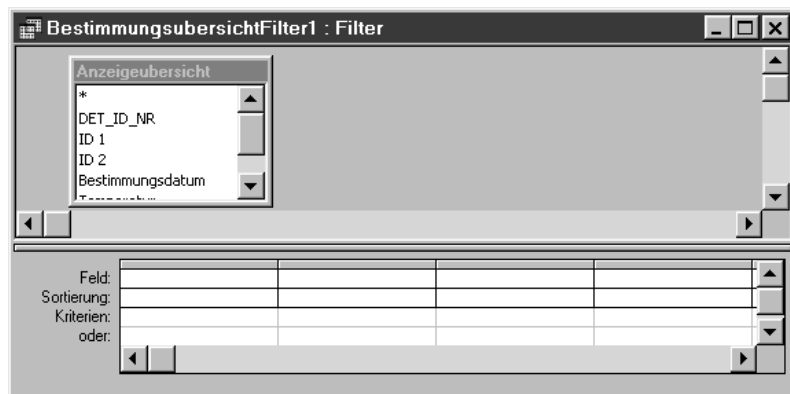 BestimmungsubersichtFilter1 : Filter
Anzeigeubersicht
*
DET_ID_NR
ID 1
ID 2
Bestimmungsdatum
Feld:
Sortierung:
Kriterien:
oder: